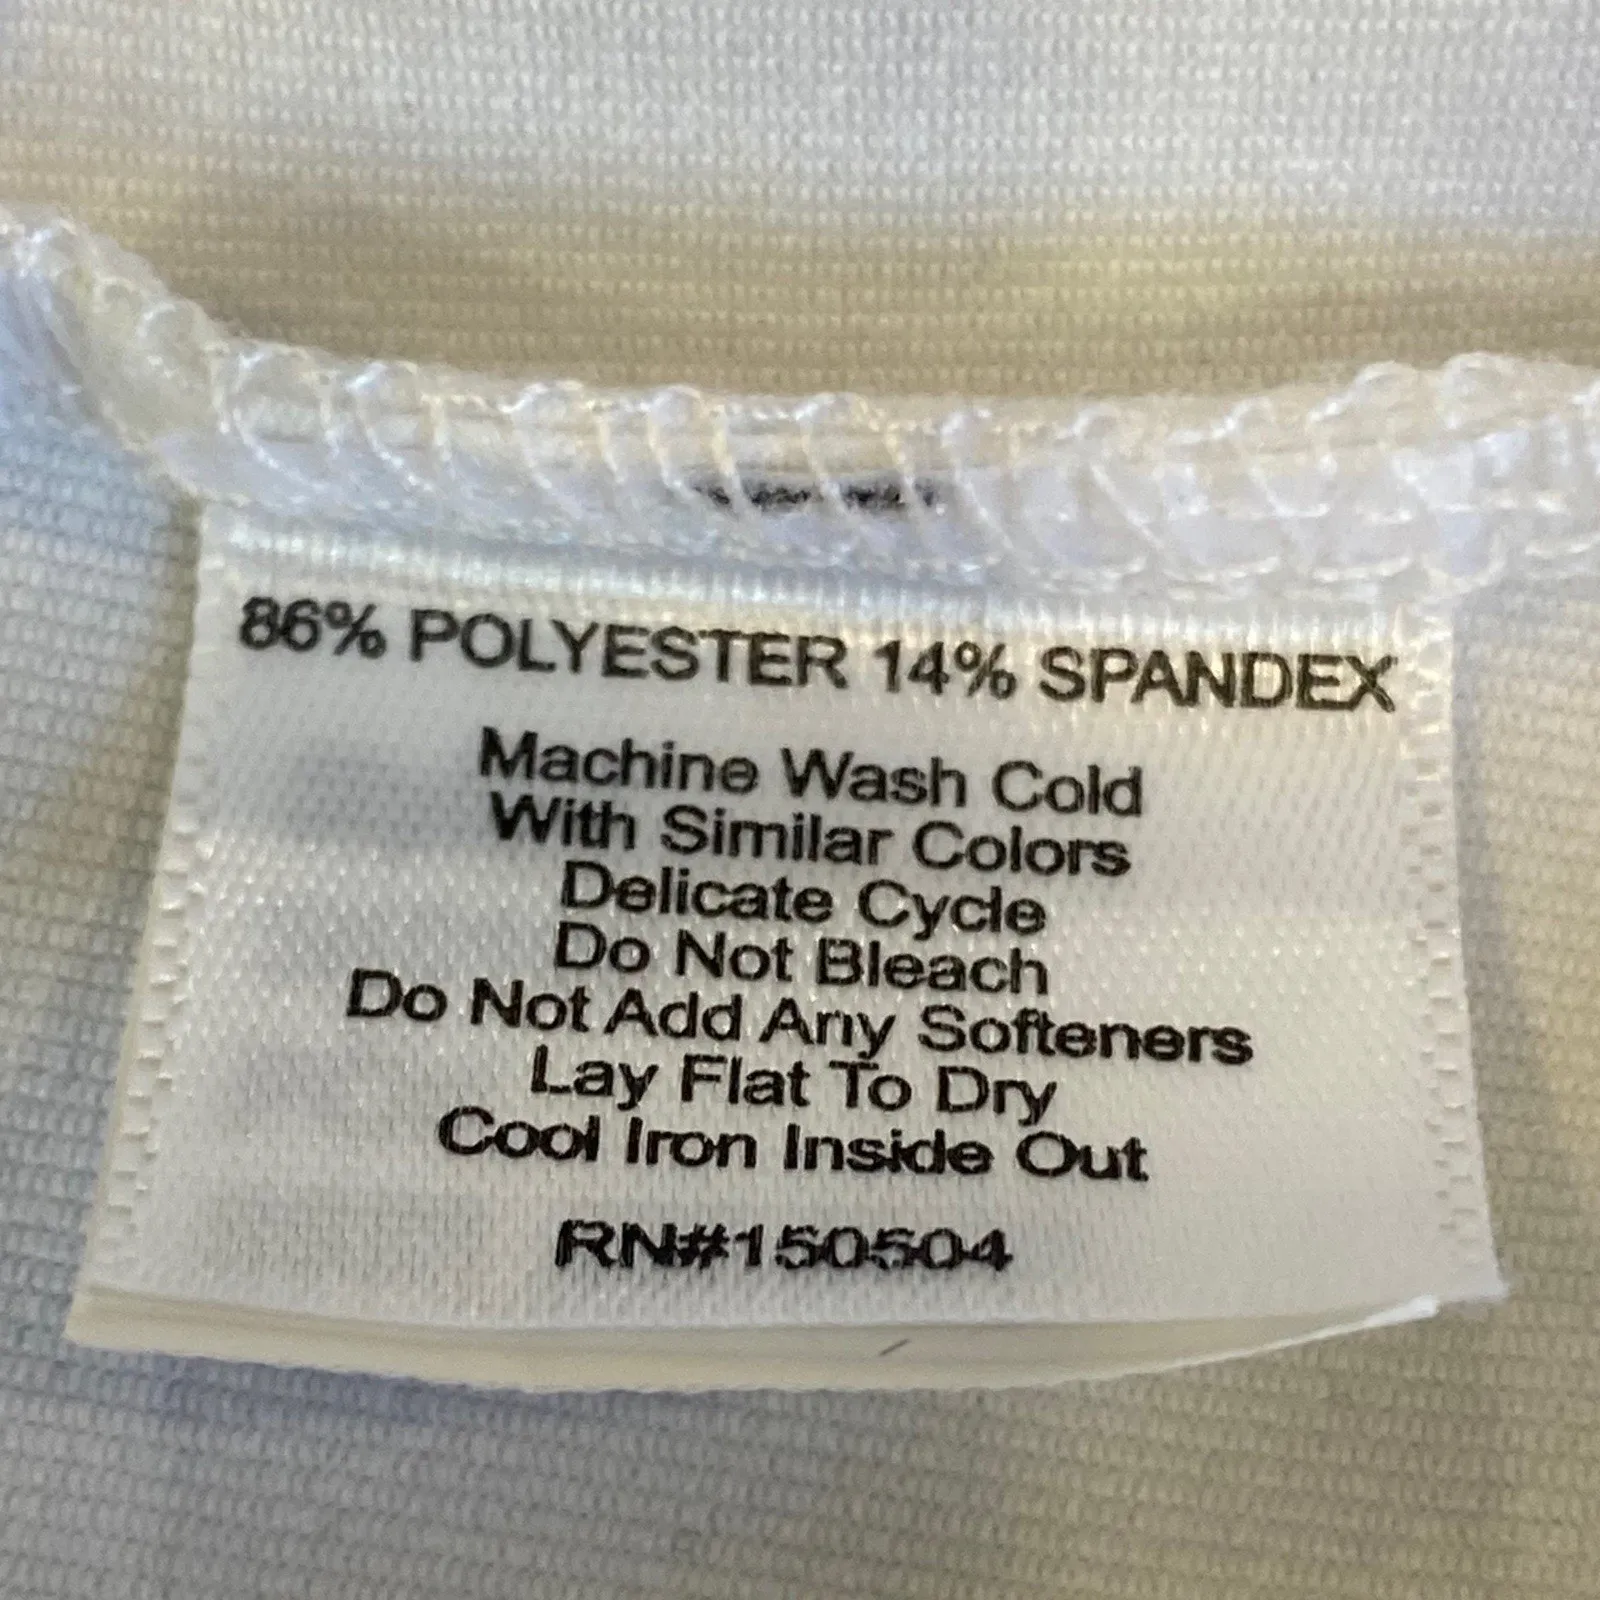 86% POLYESTER 14% SPANDEX
Machine Wash Cold
With Similar Colors
Delicate Cycle
Do Not Bleach
Do Not Add Any Softeners
Lay Flat To Dry
Cool Iron Inside Out
RN#150504